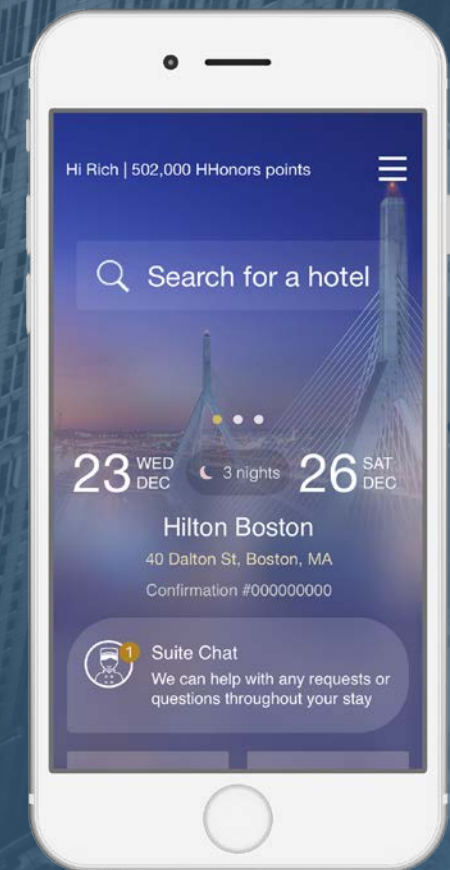 Hi Rich | 502,000 HHonors points
Search for a hotel
23 WED DEC 3 nights 26 SAT DEC
Hilton Boston
40 Dalton St, Boston, MA
Confirmation #000000000
1
Suite Chat
We can help with any requests or
questions throughout your stay